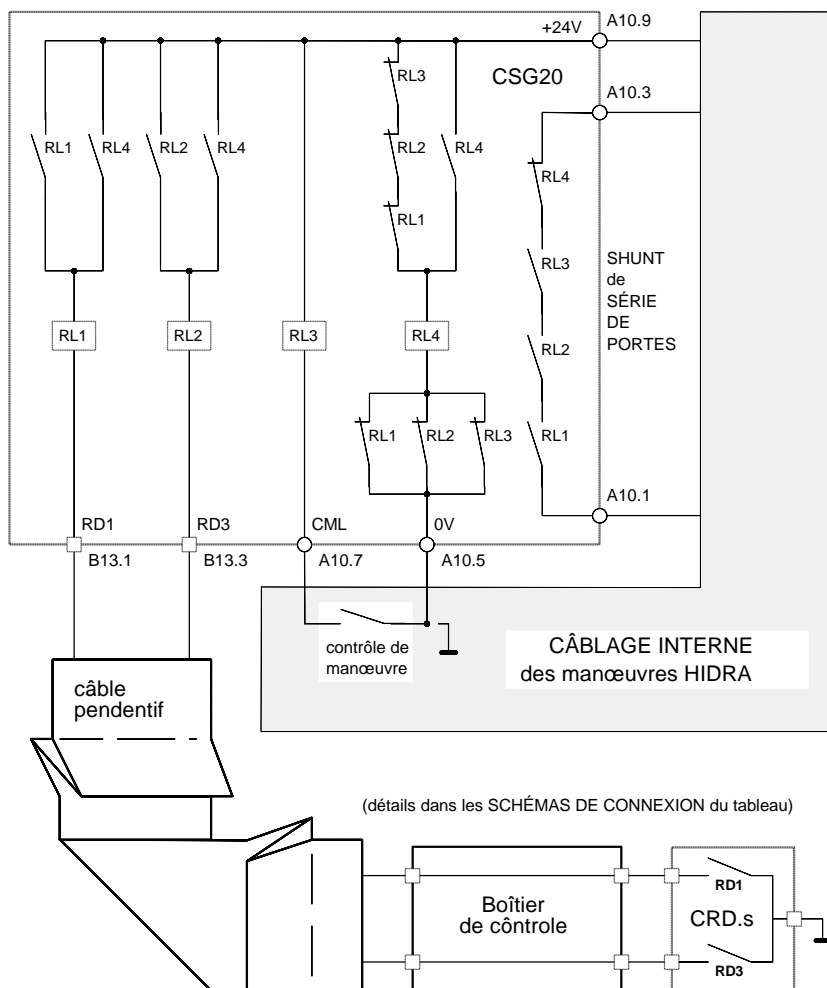 +24V
A10.9
CSG20
RL3
A10.3
RL1
RL4
RL2
RL4
RL2
RL4
RL4
RL1
RL3
SHUNT
de
SÉRIE
DE
PORTES
RL1
RL2
RL3
RL4
RL2
RL1
RL2
RL3
RL1
A10.1
RD1
RD3
CML
0V
B13.1
B13.3
A10.7
A10.5
contrôle de
manœuvre
CÂBLAGE INTERNE
des manœuvres HIDRA
câble
pendentif
(détails dans les SCHÉMAS DE CONNEXION du tableau)
RD1
Boîtier
de côntrole
CRD.s
RD3